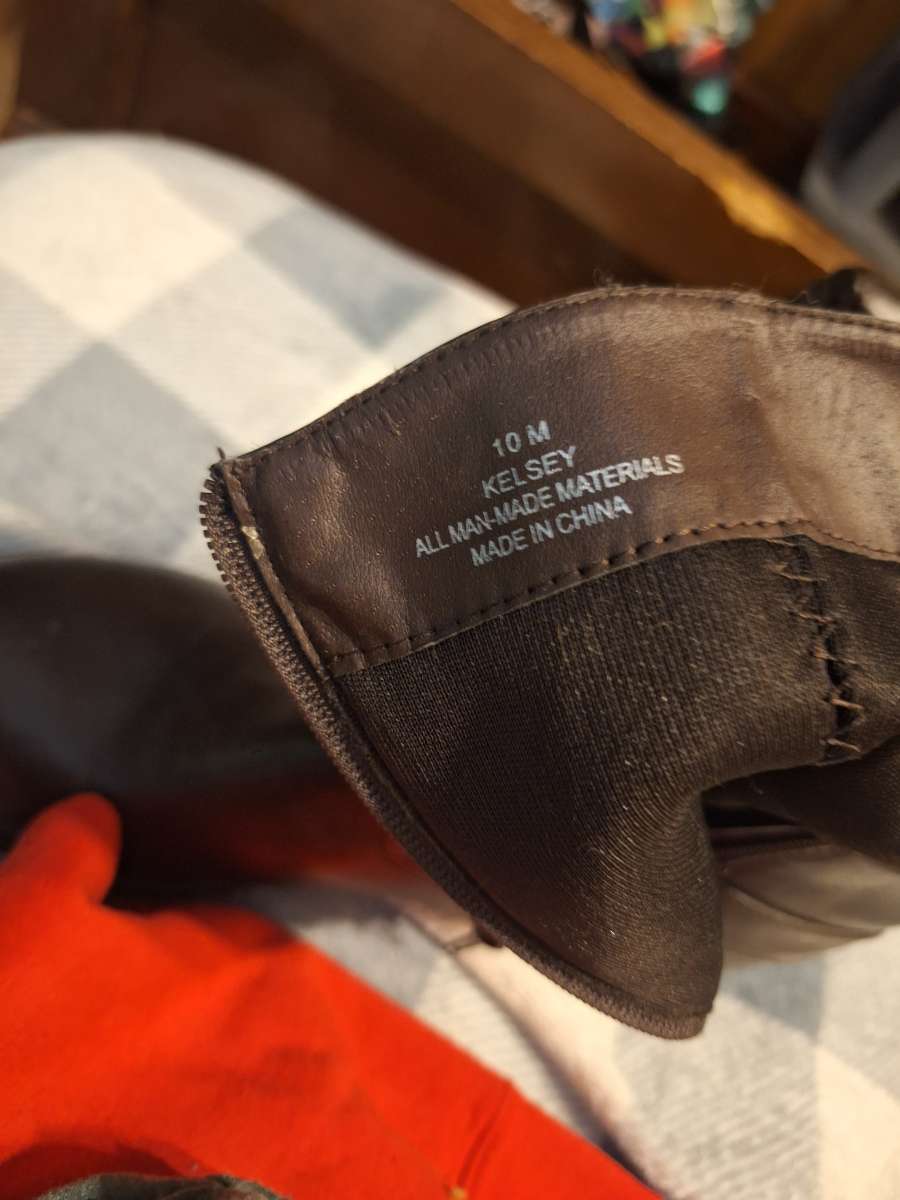 10 M
KELSEY
ALL MAN-MADE MATERIALS
MADE IN CHINA